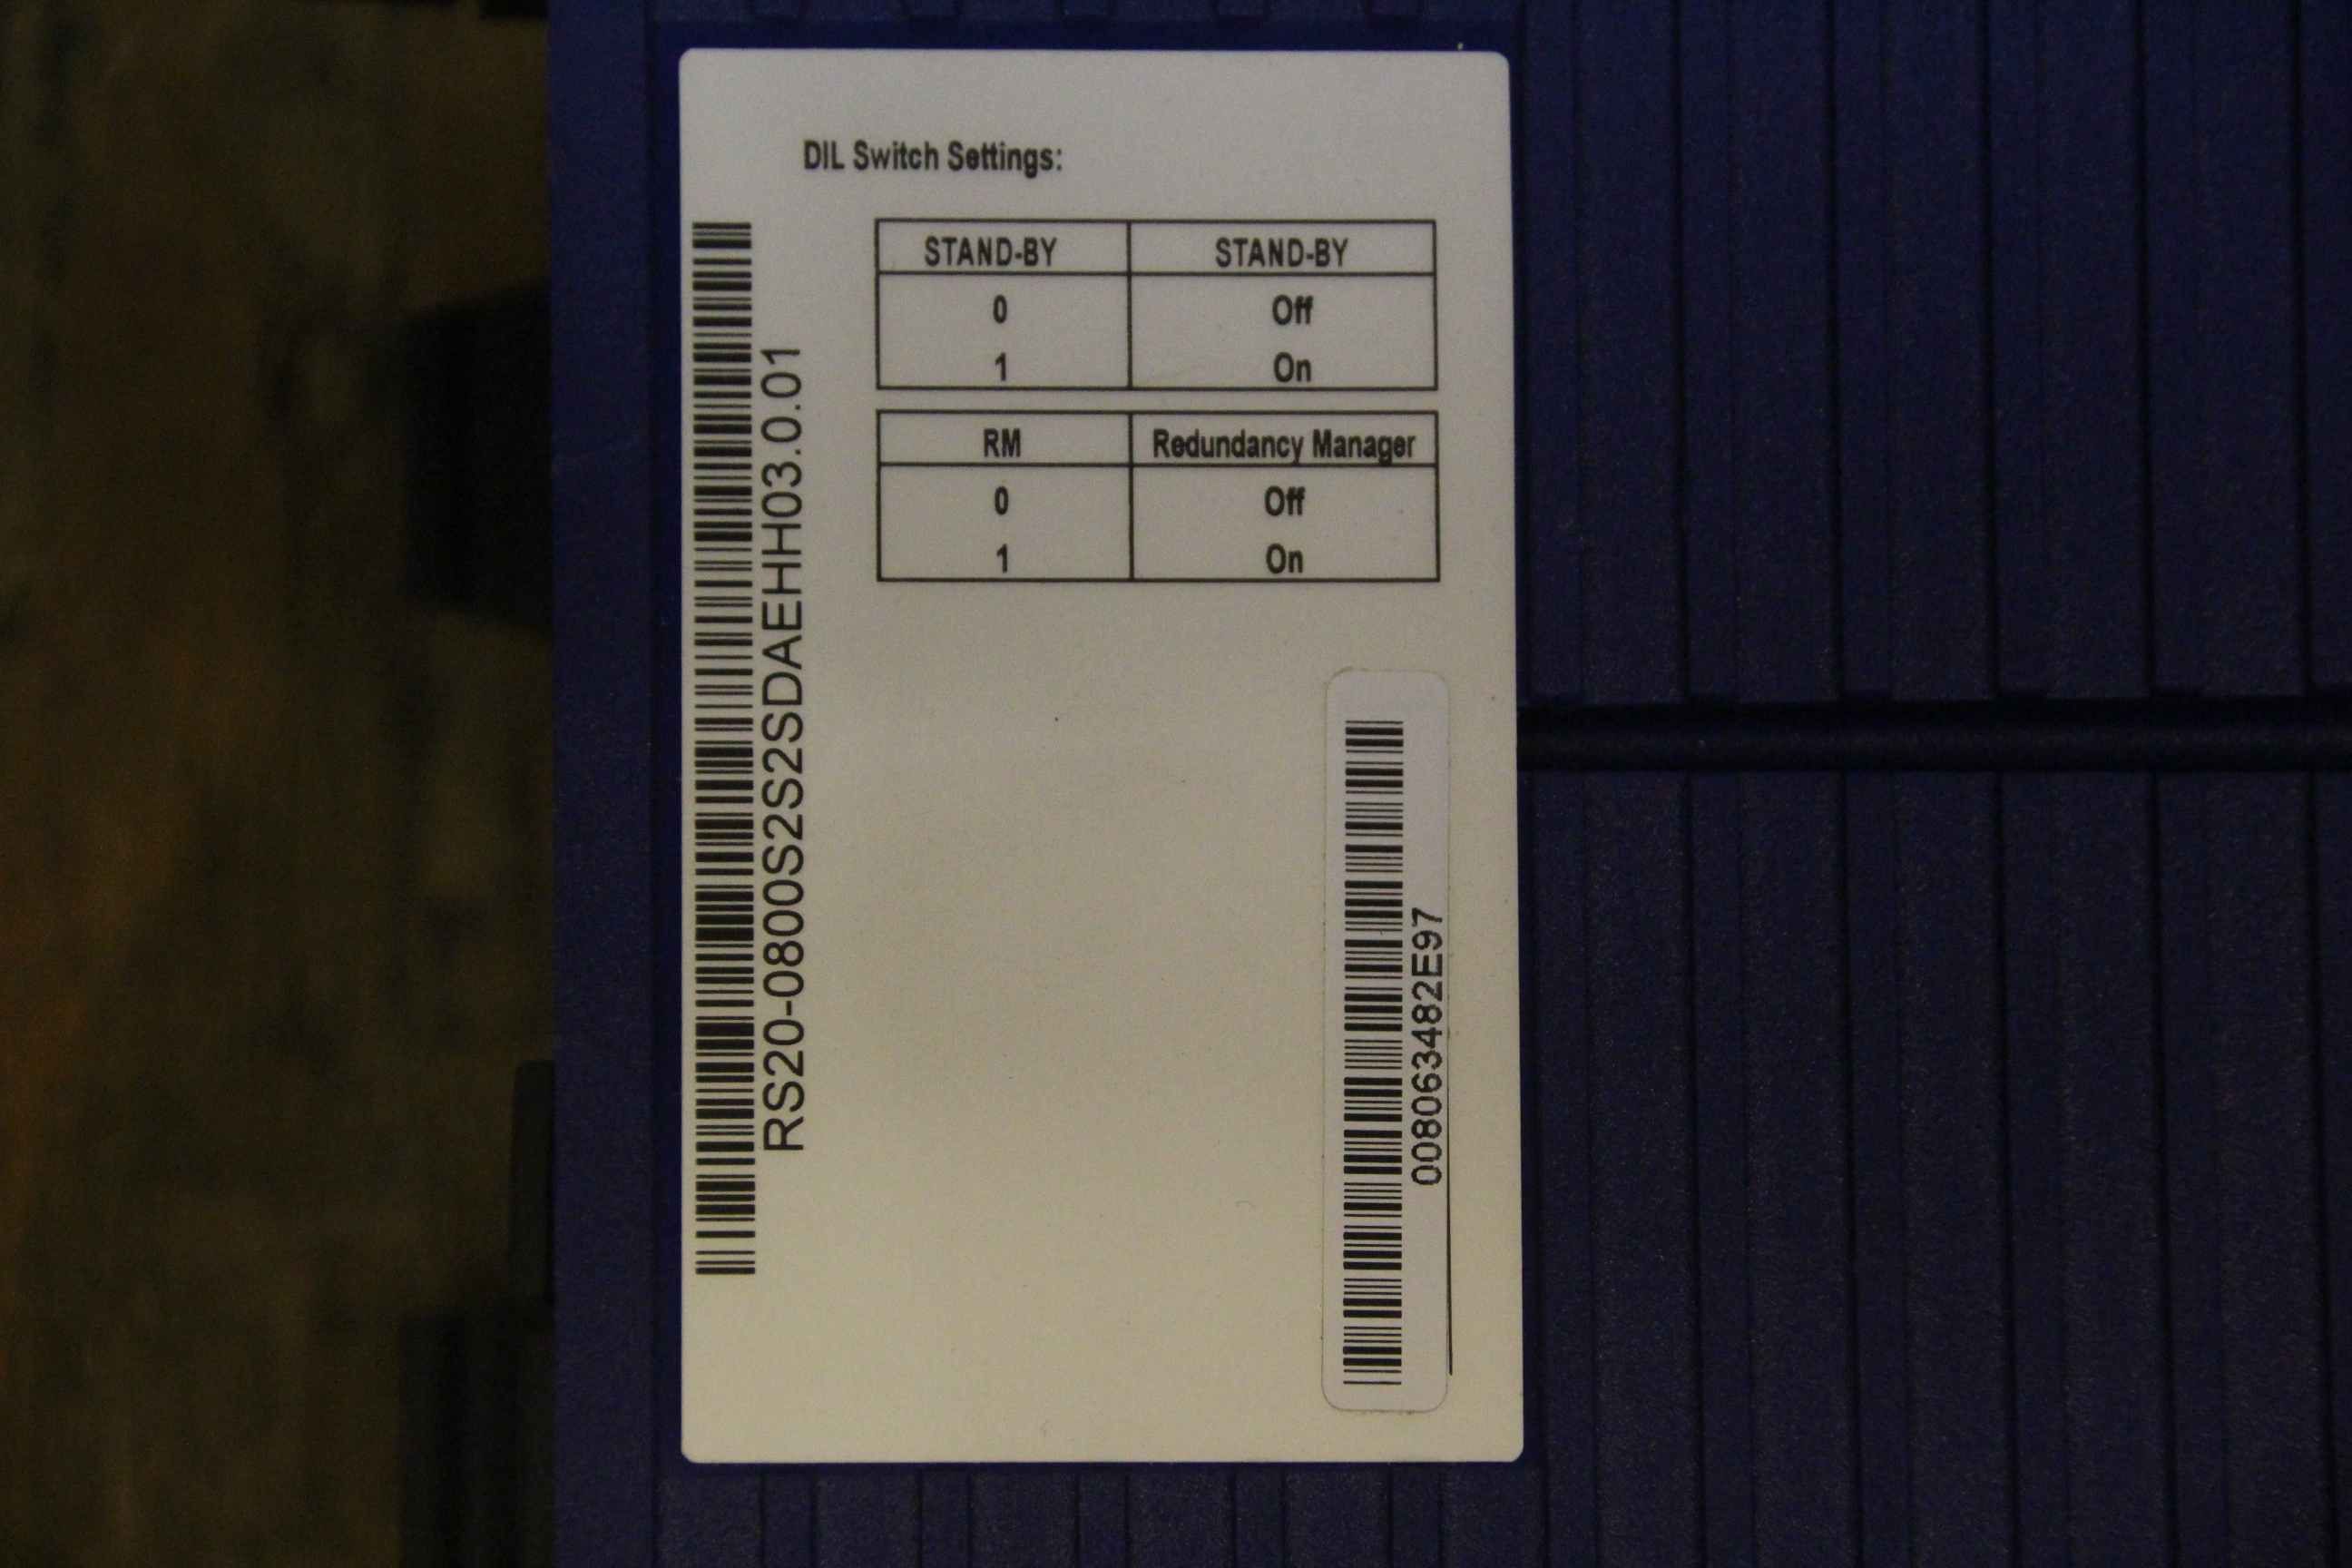 DIL Switch Settings:
STAND-BY STAND-BY
0 Off
1 On
RM Redundancy Manager
0 Off
1 On
RS20-0800S2S2SDAEHH03.0.01
008063482E97